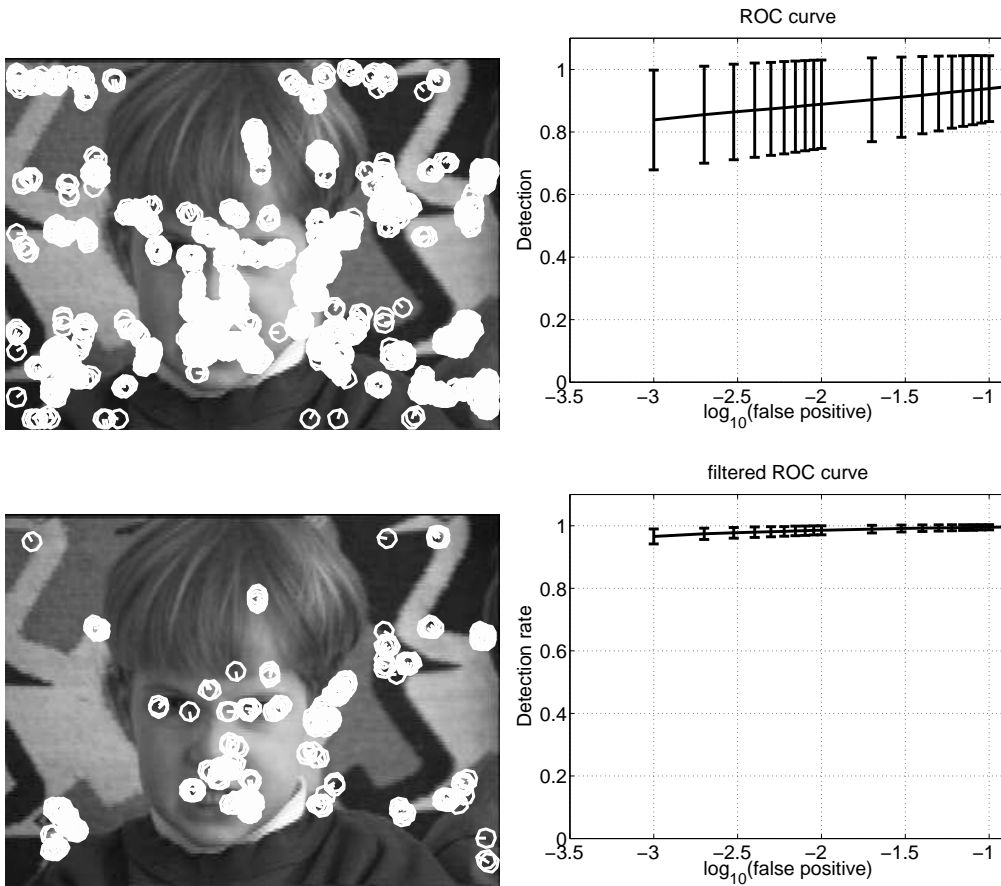 ROC curve
1
0.8
0.6
0.4
0.2
0
Detection
−3.5 −3 −2.5 −2 −1.5 −1
log10(false positive)
filtered ROC curve
1
0.8
0.6
0.4
0.2
0
Detection rate
−3.5 −3 −2.5 −2 −1.5 −1
log10(false positive)